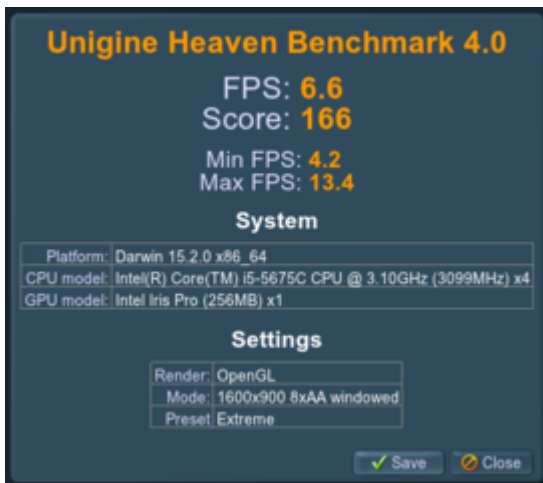 Unigine Heaven Benchmark 4.0
FPS: 6.6
Score: 166
Min FPS: 4.2
Max FPS: 13.4
System
Platform: Darwin 15.2.0 x86_64
CPU model: Intel(R) Core(TM) i5-5675C CPU @ 3.10GHz (3099MHz) x4
GPU model: Intel Iris Pro (256MB) x1
Settings
Render: OpenGL
Mode: 1600x900 8xAA windowed
Preset Extreme
Save Close